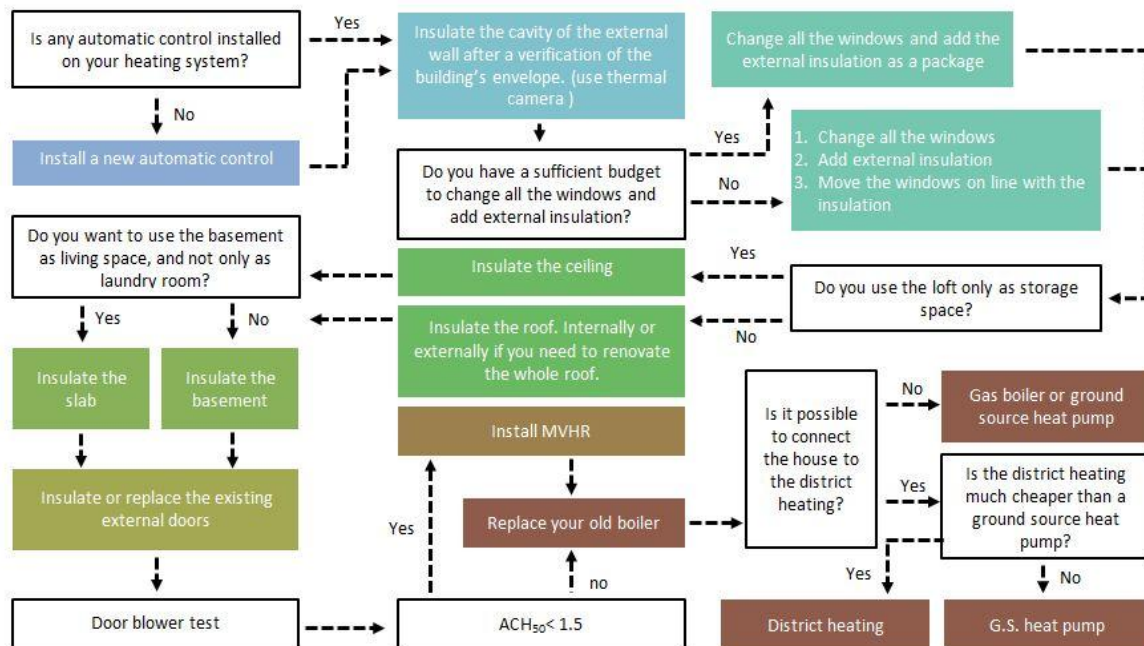 Is any automatic control installed
on your heating system?
Yes
Insulate the cavity of the external
wall after a verification of the
building's envelope. (use thermal
camera )
Change all the windows and add the
external insulation as a package
No
Install a new automatic control
Yes
Do you have a sufficient budget
to change all the windows and
add external insulation?
No
1. Change all the windows
2. Add external insulation
3. Move the windows on line with the
insulation
Do you want to use the basement
as living space, and not only as
laundry room?
Insulate the ceiling
Yes
Do you use the loft only as storage
space?
No
Insulate the roof. Internally or
externally if you need to renovate
the whole roof.
Yes
No
Insulate the
slab
Insulate the
basement
Install MVHR
Is it possible
to connect
the house to
the district
heating?
No
Gas boiler or ground
source heat pump
Yes
Is the district heating
much cheaper than a
ground source heat
pump?
Insulate or replace the existing
external doors
Yes
Replace your old boiler
no
Yes
No
Door blower test
ACH₅₀< 1.5
District heating
G.S. heat pump